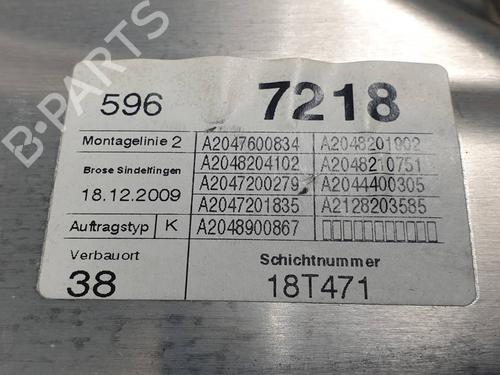 596 7218
Montagelinie 2 A2047600834 A2048201902
Brose Sindelfingen A2048204102 A2048210751
18.12.2009 A2047200279 A2044400305
A2047201835 A2128203585
Auftragstyp K A2048900867
Verbauort Schichtnummer
38 18T471
B-PARTS